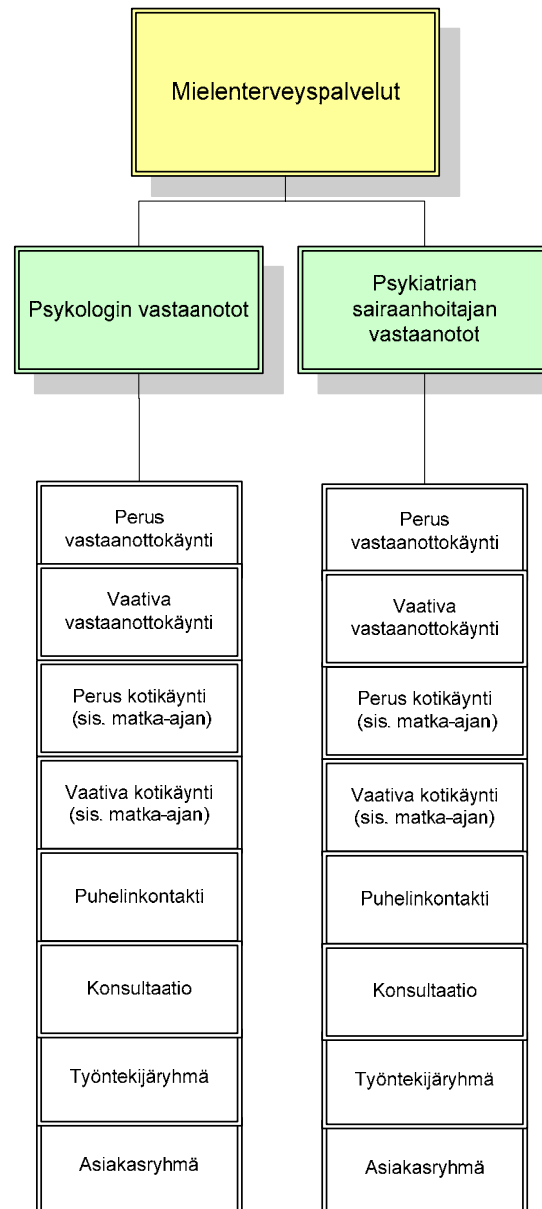 Mielenterveyspalvelut
Psykologin vastaanotot
Psykiatrian
sairaanhoitajan
vastaanotot
Perus
vastaanottokäynti
Vaativa
vastaanottokäynti
Perus kotikäynti
(sis. matka-ajan)
Vaativa kotikäynti
(sis. matka-ajan)
Puhelinkontakti
Konsultaatio
Työntekijäryhmä
Asiakasryhmä
Perus
vastaanottokäynti
Vaativa
vastaanottokäynti
Perus kotikäynti
(sis. matka-ajan)
Vaativa kotikäynti
(sis. matka-ajan)
Puhelinkontakti
Konsultaatio
Työntekijäryhmä
Asiakasryhmä